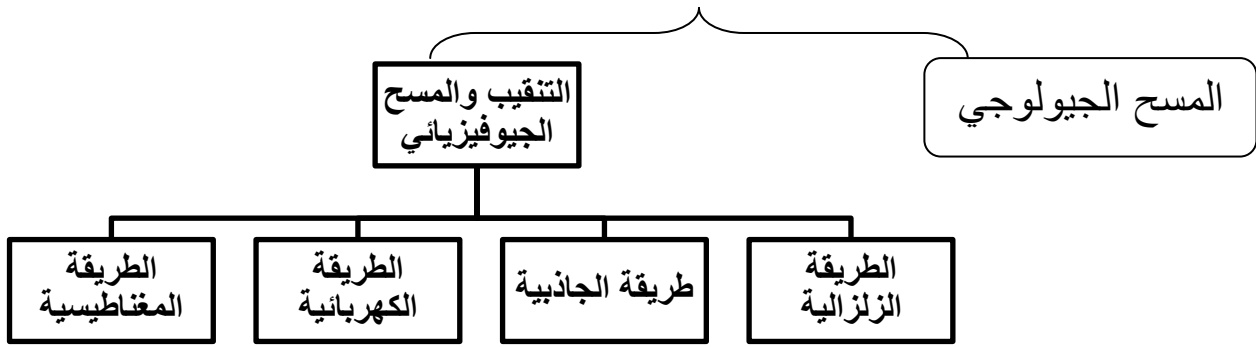 المسح الجيولوجي
التنقيب والمسح
الجيوفيزيائي
الطريقة
الزلزالية
طريقة الجاذبية
الطريقة
الكهربائية
الطريقة
المغناطيسية